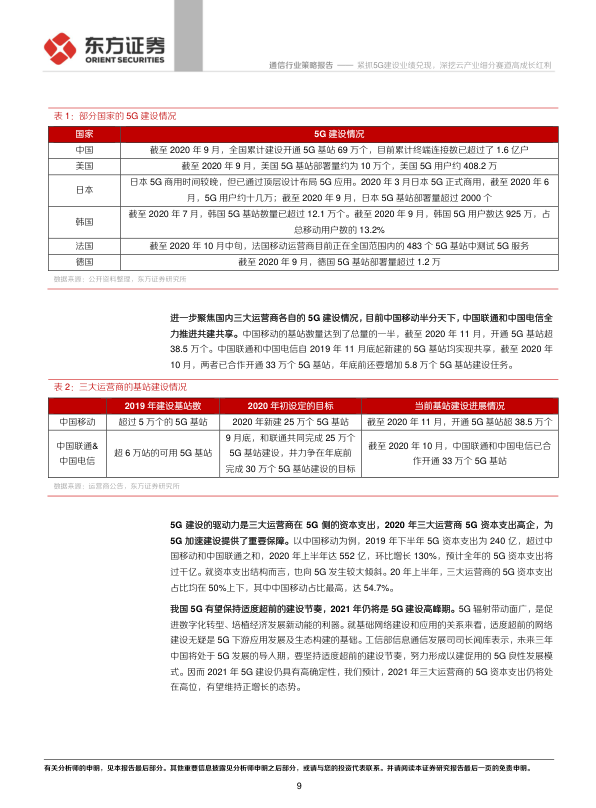 东方证券
ORIENT SECURITIES
通信行业策略报告 —— 紧抓5G建设业绩兑现，深挖云产业细分赛道高成长红利
表 1：部分国家的 5G 建设情况
国家 5G 建设情况
中国 截至 2020 年 9 月，全国累计建设开通 5G 基站 69 万个，目前累计终端连接数已超过了 1.6 亿户
美国 截至 2020 年 9 月，美国 5G 基站部署量约为 10 万个，美国 5G 用户约 408.2 万
日本 日本 5G 商用时间较晚，但已通过顶层设计布局 5G 应用。2020 年 3 月日本 5G 正式商用，截至 2020 年 6
月，5G 用户约十几万；截至 2020 年 9 月，日本 5G 基站部署量超过 2000 个
韩国 截至 2020 年 7 月，韩国 5G 基站数量已超过 12.1 万个。截至 2020 年 9 月，韩国 5G 用户数达 925 万，占
总移动用户数的 13.2%
法国 截至 2020 年 10 月中旬，法国移动运营商目前正在全国范围内的 483 个 5G 基站中测试 5G 服务
德国 截至 2020 年 9 月，德国 5G 基站部署量超过 1.2 万
数据来源：公开资料整理，东方证券研究所
进一步聚焦国内三大运营商各自的 5G 建设情况，目前中国移动半分天下，中国联通和中国电信全
力推进共建共享。中国移动的基站数量达到了总量的一半，截至 2020 年 11 月，开通 5G 基站超
38.5 万个。中国联通和中国电信自 2019 年 11 月底起新建的 5G 基站均实现共享，截至 2020 年
10 月，两者已合作开通 33 万个 5G 基站，年底前还要增加 5.8 万个 5G 基站建设任务。
表 2：三大运营商的基站建设情况
2019 年建设基站数 2020 年初设定的目标 当前基站建设进展情况
中国移动 超过 5 万个的 5G 基站 2020 年新建 25 万个 5G 基站 截至 2020 年 11 月，开通 5G 基站超 38.5 万个
中国联通&
中国电信 超 6 万站的可用 5G 基站 9 月底，和联通共同完成 25 万个
5G 基站建设，并力争在年底前
完成 30 万个 5G 基站建设的目标 截至 2020 年 10 月，中国联通和中国电信已合
作开通 33 万个 5G 基站
数据来源：运营商公告，东方证券研究所
5G 建设的驱动力是三大运营商在 5G 侧的资本支出，2020 年三大运营商 5G 资本支出高企，为
5G 加速建设提供了重要保障。以中国移动为例，2019 年下半年 5G 资本支出为 240 亿，超过中
国移动和中国联通之和，2020 年上半年达 552 亿，环比增长 130%，预计全年的 5G 资本支出将
过千亿。就资本支出结构而言，也向 5G 发生较大倾斜。20 年上半年，三大运营商的 5G 资本支出
占比均在 50%上下，其中中国移动占比最高，达 54.7%。
我国 5G 有望保持适度超前的建设节奏，2021 年仍将是 5G 建设高峰期。5G 辐射带动面广，是促
进数字化转型、培植经济发展新动能的利器。就基础网络建设和应用的关系来看，适度超前的网络
建设无疑是 5G 下游应用发展及生态构建的基础。工信部信息通信发展司司长闻库表示，未来三年
中国将处于 5G 发展的导入期，要坚持适度超前的建设节奏，努力形成以建促用的 5G 良性发展模
式。因而 2021 年 5G 建设仍具有高确定性，我们预计，2021 年三大运营商的 5G 资本支出仍将处
在高位，有望维持正增长的态势。
有关分析师的申明，见本报告最后部分。其他重要信息披露见分析师申明之后部分，或请与您的投资代表联系。并请阅读本证券研究报告最后一页的免责申明。
9